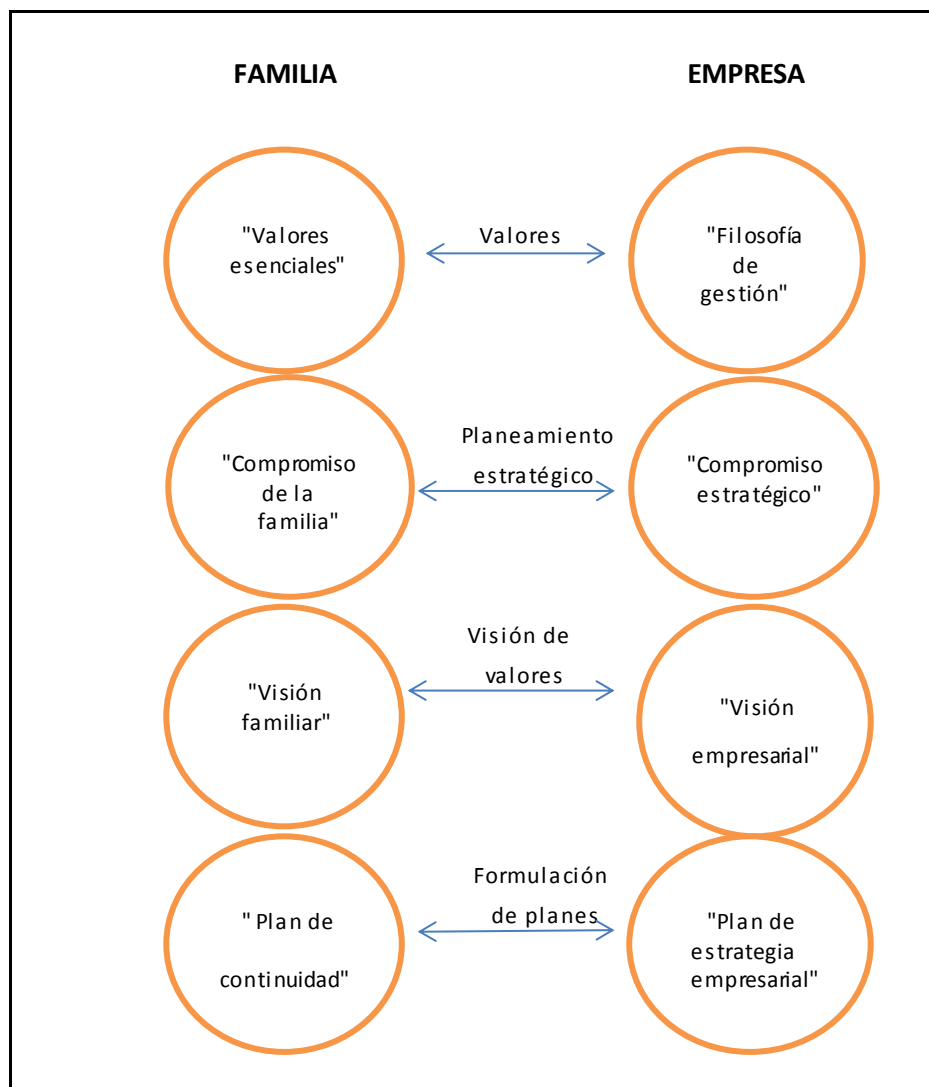 FAMILIA
EMPRESA
"Valores
esenciales"
Valores
"Filosofía
de
gestión"
"Compromiso
de la
familia"
Planeamiento
estratégico
"Compromiso
estratégico"
"Visión
familiar"
Visión de
valores
"Visión
empresarial"
" Plan de
continuidad"
Formulación
de planes
"Plan de
estrategia
empresarial"